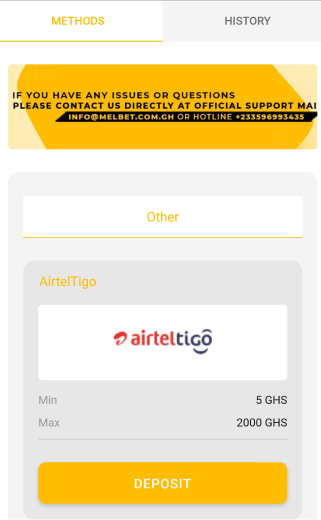 METHODS
HISTORY
IF YOU HAVE ANY ISSUES OR QUESTIONS
PLEASE CONTACT US DIRECTLY AT OFFICIAL SUPPORT MAI
INFO@MELBET.COM.GH OR HOTLINE +233596993435
Other
AirtelTigo
airteltigo
Min 5 GHS
Max 2000 GHS
DEPOSIT